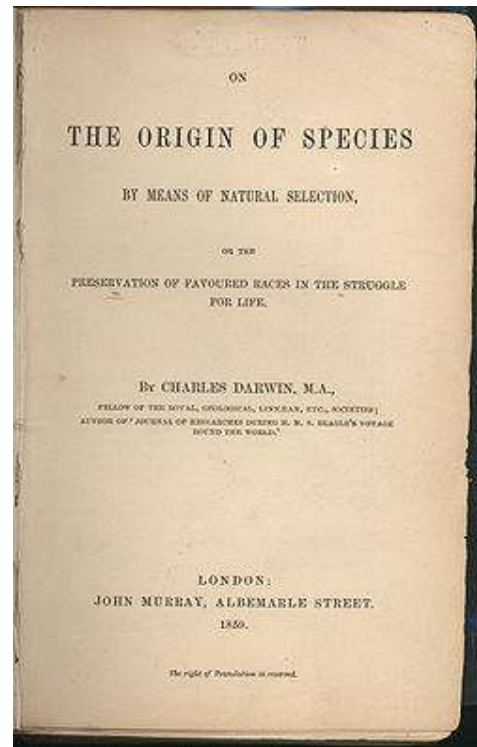 ON
THE ORIGIN OF SPECIES
BY MEANS OF NATURAL SELECTION,
OR THE
PRESERVATION OF FAVOURED RACES IN THE STRUGGLE
FOR LIFE.
By CHARLES DARWIN, M.A.,
FELLOW OF THE ROYAL, GEOLOGICAL, LINNÆAN, ETC., SOCIETIES;
AUTHOR OF 'JOURNAL OF RESEARCHES DURING H. M. S. BEAGLE'S VOYAGE
ROUND THE WORLD.'
LONDON:
JOHN MURRAY, ALBEMARLE STREET.
1859.
The right of Translation is reserved.